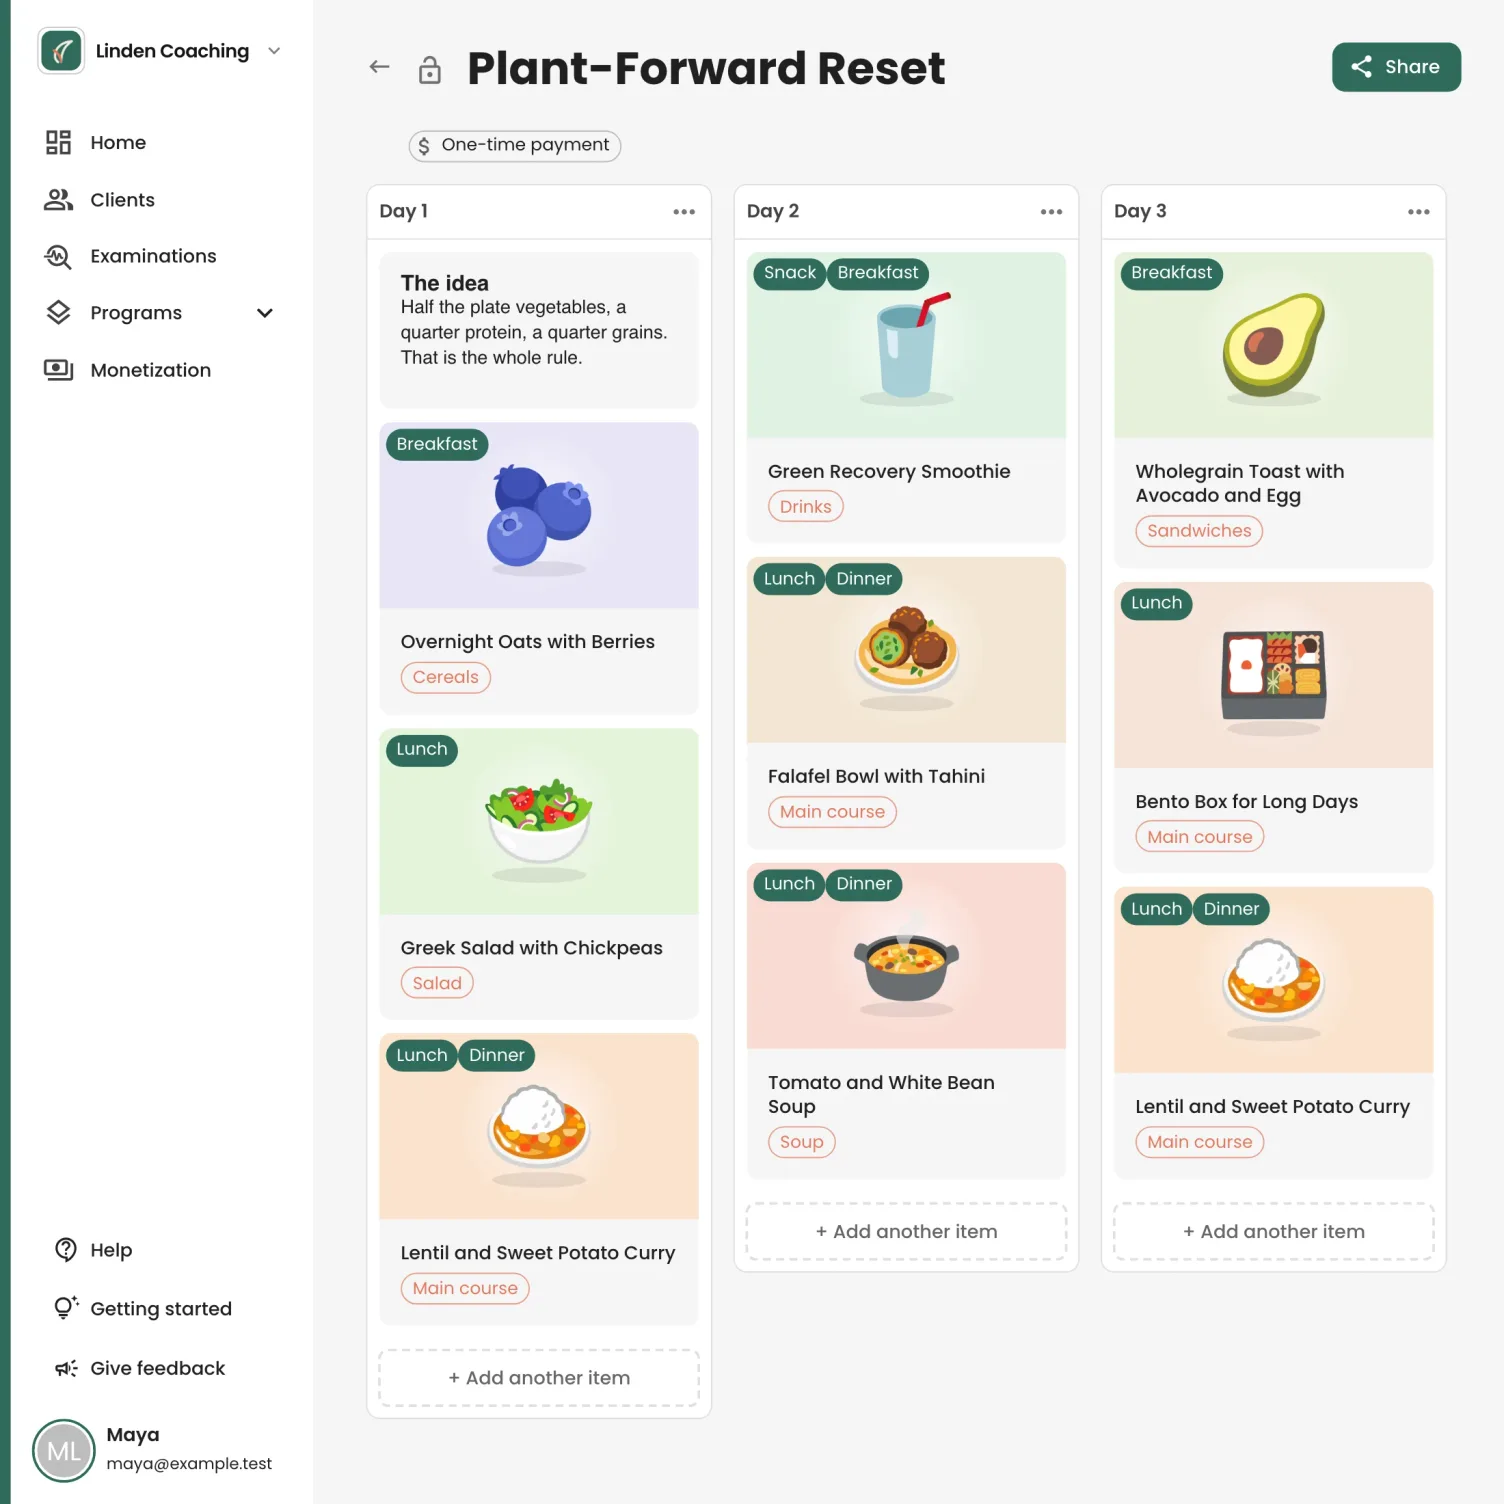 Linden Coaching
Home
Clients
Examinations
Programs
Monetization
Help
Getting started
Give feedback
ML
Maya
maya@example.test
Plant-Forward Reset
Share
$ One-time payment
Day 1
The idea
Half the plate vegetables, a
quarter protein, a quarter grains.
That is the whole rule.
Breakfast
Overnight Oats with Berries
Cereals
Lunch
Greek Salad with Chickpeas
Salad
Lunch Dinner
Lentil and Sweet Potato Curry
Main course
+ Add another item
Day 2
Snack Breakfast
Green Recovery Smoothie
Drinks
Lunch Dinner
Falafel Bowl with Tahini
Main course
Lunch Dinner
Tomato and White Bean
Soup
Soup
+ Add another item
Day 3
Breakfast
Wholegrain Toast with
Avocado and Egg
Sandwiches
Lunch
Bento Box for Long Days
Main course
Lunch Dinner
Lentil and Sweet Potato Curry
Main course
+ Add another item